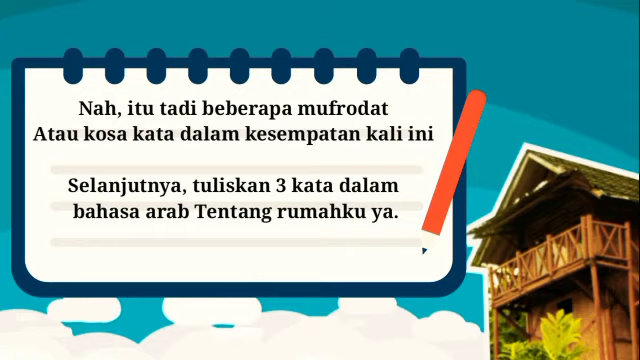 Nah, itu tadi beberapa mufrodat
Atau kosa kata dalam kesempatan kali ini
Selanjutnya, tuliskan 3 kata dalam
bahasa arab Tentang rumahku ya.